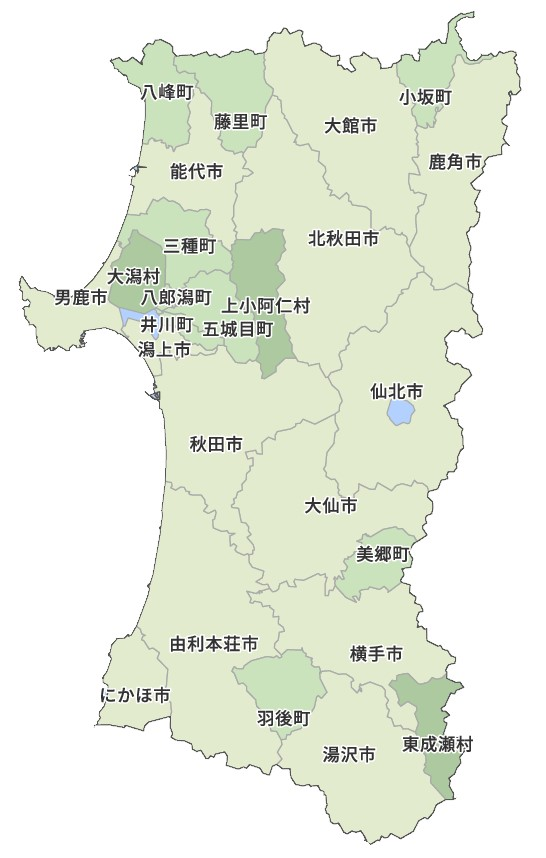 八峰町
小坂町
藤里町
大館市
鹿角市
能代市
北秋田市
三種町
大潟村
男鹿市
八郎潟町
上小阿仁村
井川町
五城目町
潟上市
仙北市
秋田市
大仙市
美郷町
由利本荘市
横手市
にかほ市
羽後町
東成瀬村
湯沢市